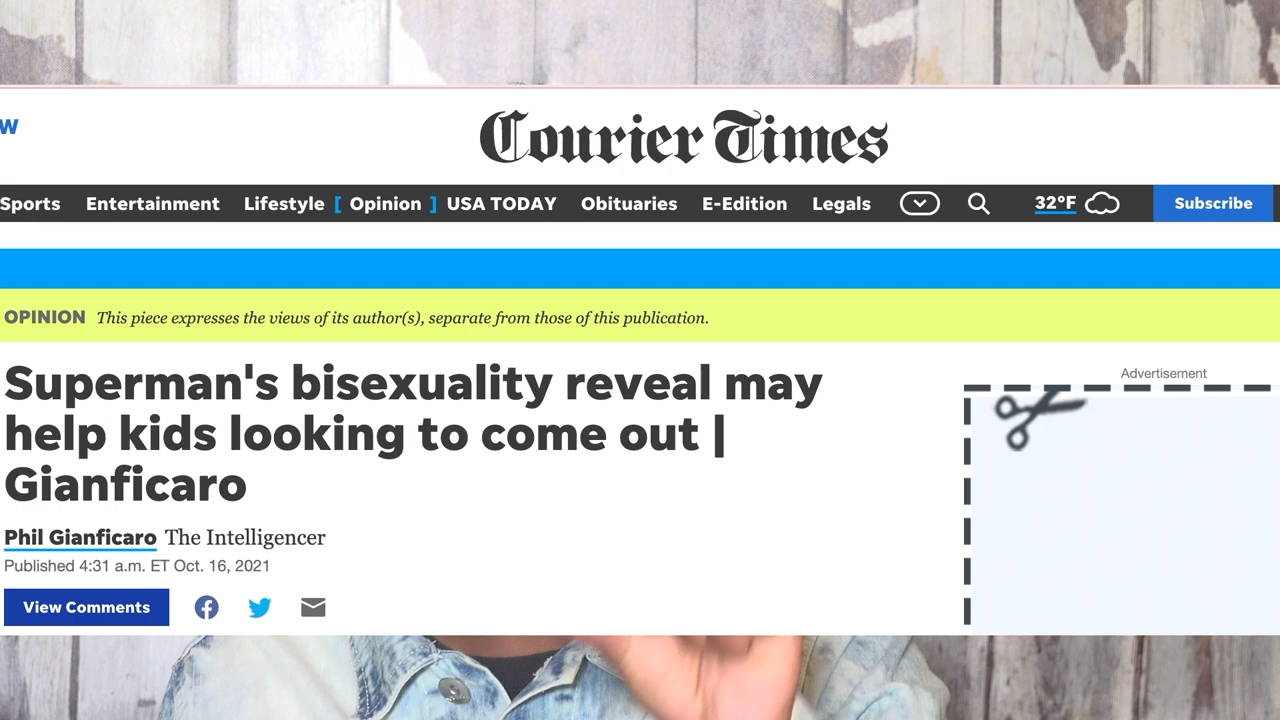 W
Courier Times
Sports Entertainment Lifestyle [ Opinion ] USA TODAY Obituaries E-Edition Legals 32°F Subscribe
OPINION This piece expresses the views of its author(s), separate from those of this publication.
Superman's bisexuality reveal may
help kids looking to come out |
Gianficaro
Advertisement
Phil Gianficaro The Intelligencer
Published 4:31 a.m. ET Oct. 16, 2021
View Comments